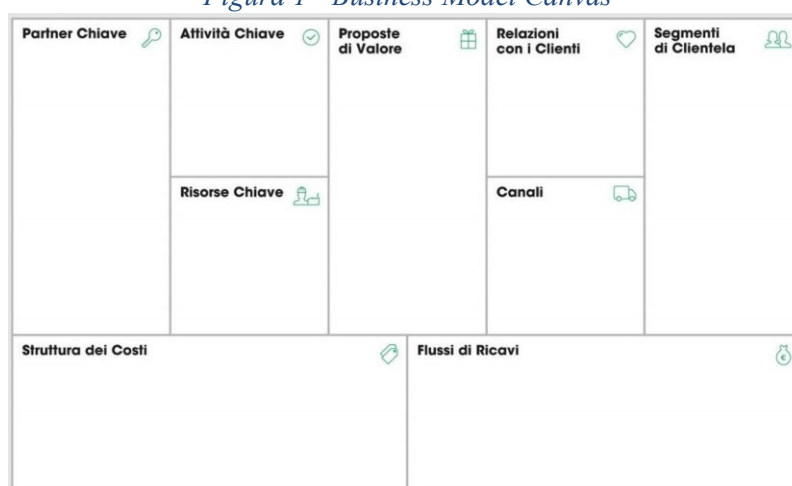 Figura 1 - Business Model Canvas
Partner Chiave
Attività Chiave
Proposte
di Valore
Relazioni
con i Clienti
Segmenti
di Clientela
Risorse Chiave
Canali
Struttura dei Costi
Flussi di Ricavi
€